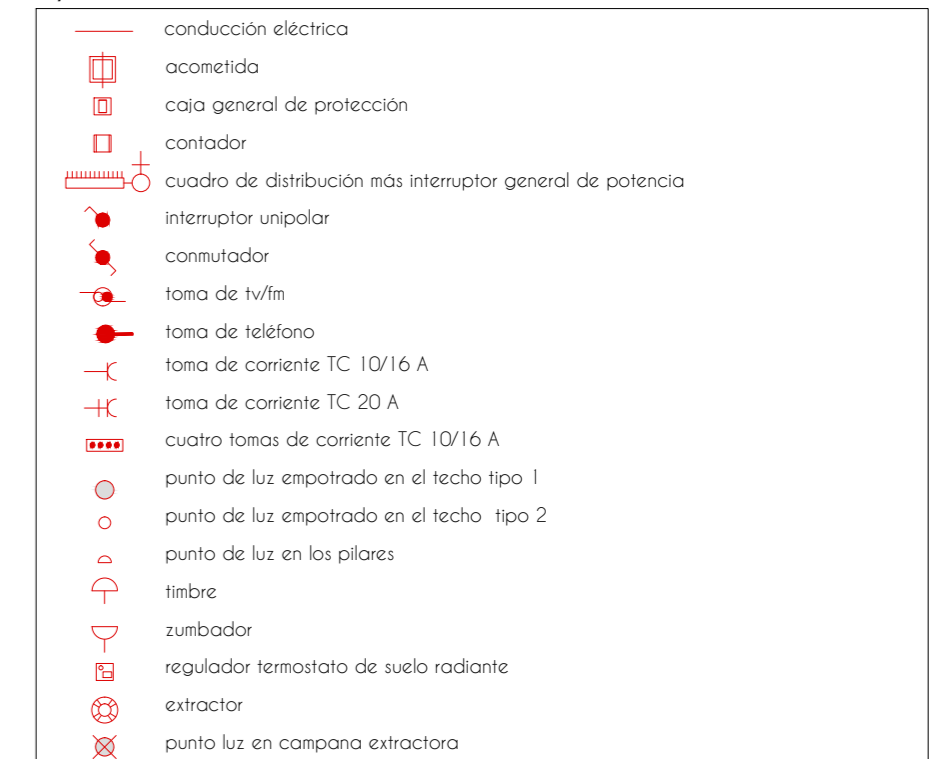 conducción eléctrica
acometida
caja general de protección
contador
cuadro de distribución más interruptor general de potencia
interruptor unipolar
conmutador
toma de tv/fm
toma de teléfono
toma de corriente TC 10/16 A
toma de corriente TC 20 A
cuatro tomas de corriente TC 10/16 A
punto de luz empotrado en el techo tipo 1
punto de luz empotrado en el techo tipo 2
punto de luz en los pilares
timbre
zumbador
regulador termostato de suelo radiante
extractor
punto luz en campana extractora